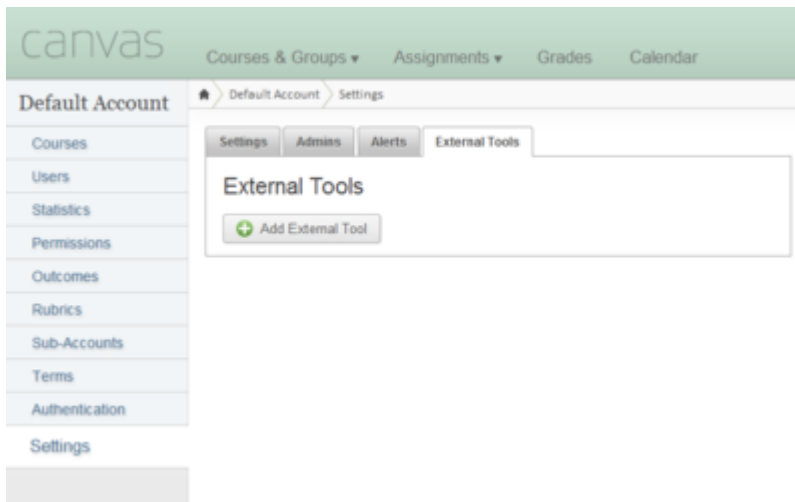 canvas
Courses & Groups ▾ Assignments ▾ Grades Calendar
Default Account
Default Account Settings
Courses
Users
Statistics
Permissions
Outcomes
Rubrics
Sub-Accounts
Terms
Authentication
Settings
Settings Admins Alerts External Tools
External Tools
Add External Tool